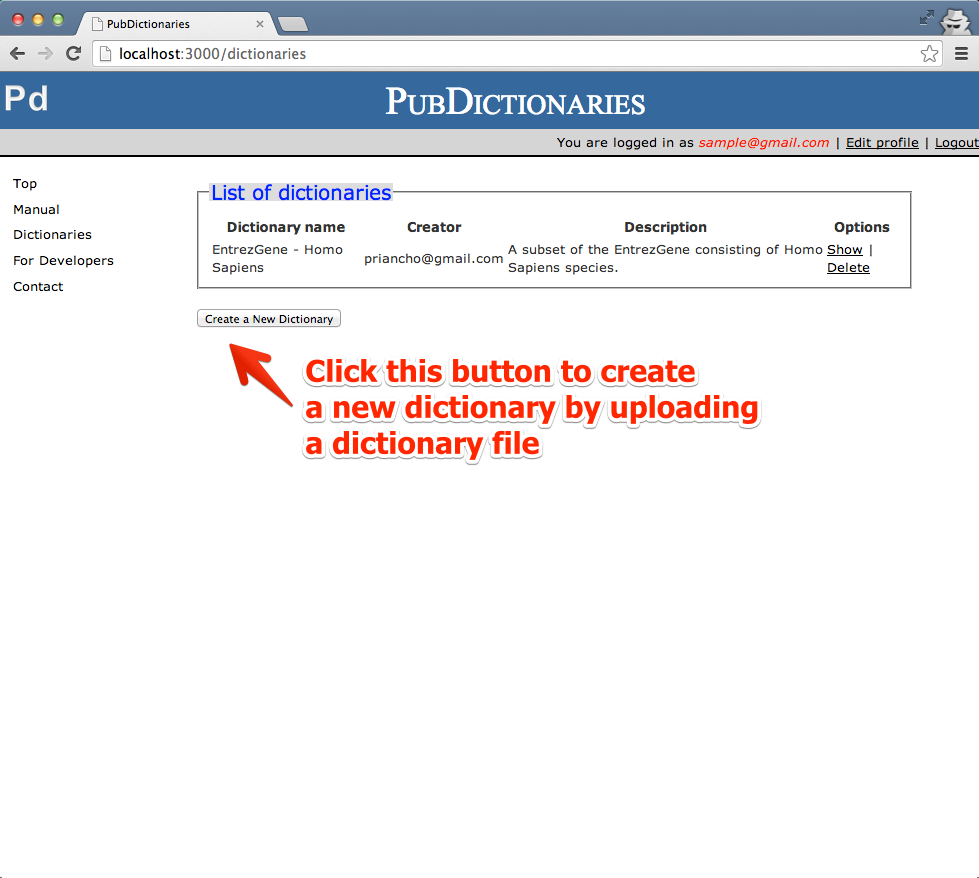 PubDictionaries
localhost:3000/dictionaries
Pd
PUBDICTIONARIES
You are logged in as sample@gmail.com | Edit profile | Logout
Top
Manual
Dictionaries
For Developers
Contact
List of dictionaries
Dictionary name Creator Description Options
EntrezGene - Homo Sapiens priancho@gmail.com A subset of the EntrezGene consisting of Homo Sapiens species. Show | Delete
Create a New Dictionary
Click this button to create
a new dictionary by uploading
a dictionary file